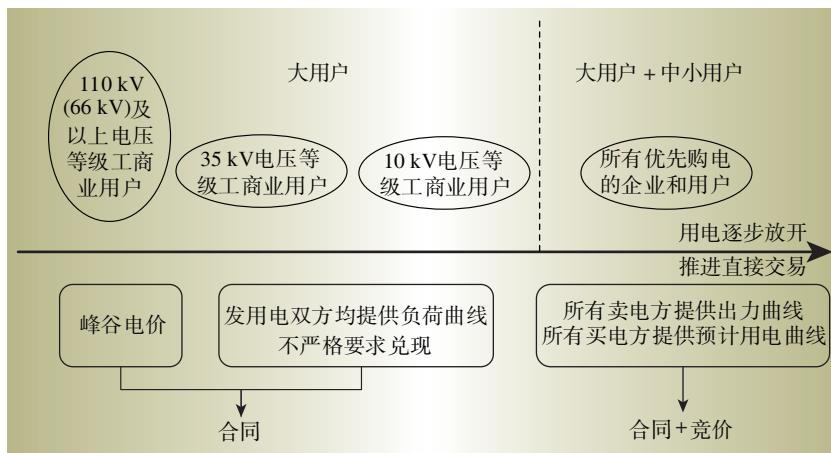 大用户
大用户＋中小用户
110 kV
(66 kV)及
以上电压
等级工商
业用户
35 kV电压等
级工商业用户
10 kV电压等
级工商业用户
所有优先购电
的企业和用户
用电逐步放开
推进直接交易
峰谷电价
发用电双方均提供负荷曲线
不严格要求兑现
所有卖电方提供出力曲线
所有买电方提供预计用电曲线
合同
合同＋竞价